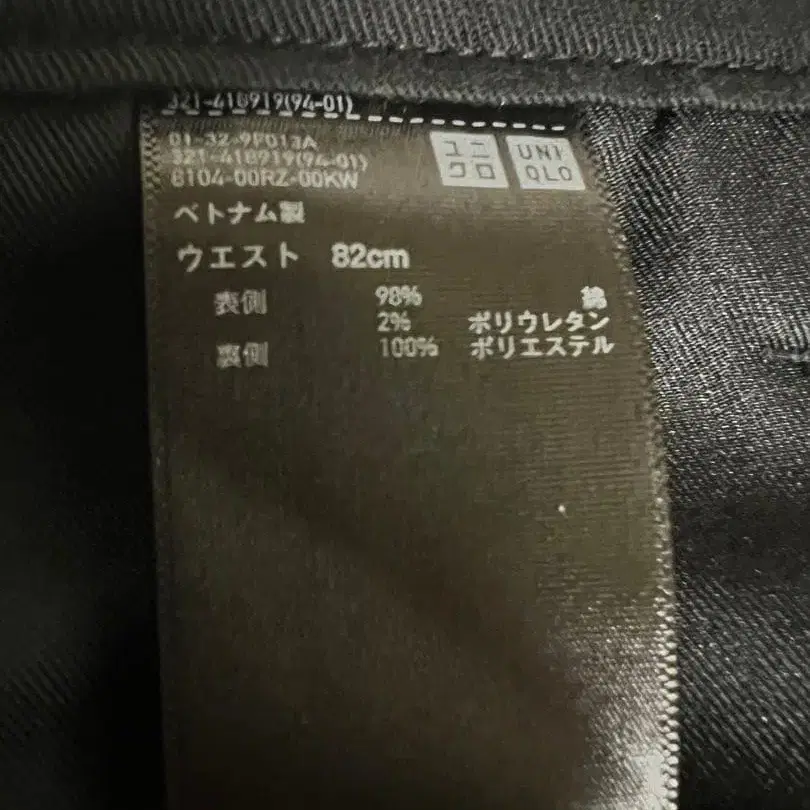 321-418919(94-01)
01-32-9F013A
321-418919(94-01)
8104-00RZ-00KW
ユニ
クロ
UNI
QLO
ベトナム製
ウエスト 82cm
表側 98% 綿
2% ポリウレタン
裏側 100% ポリエステル